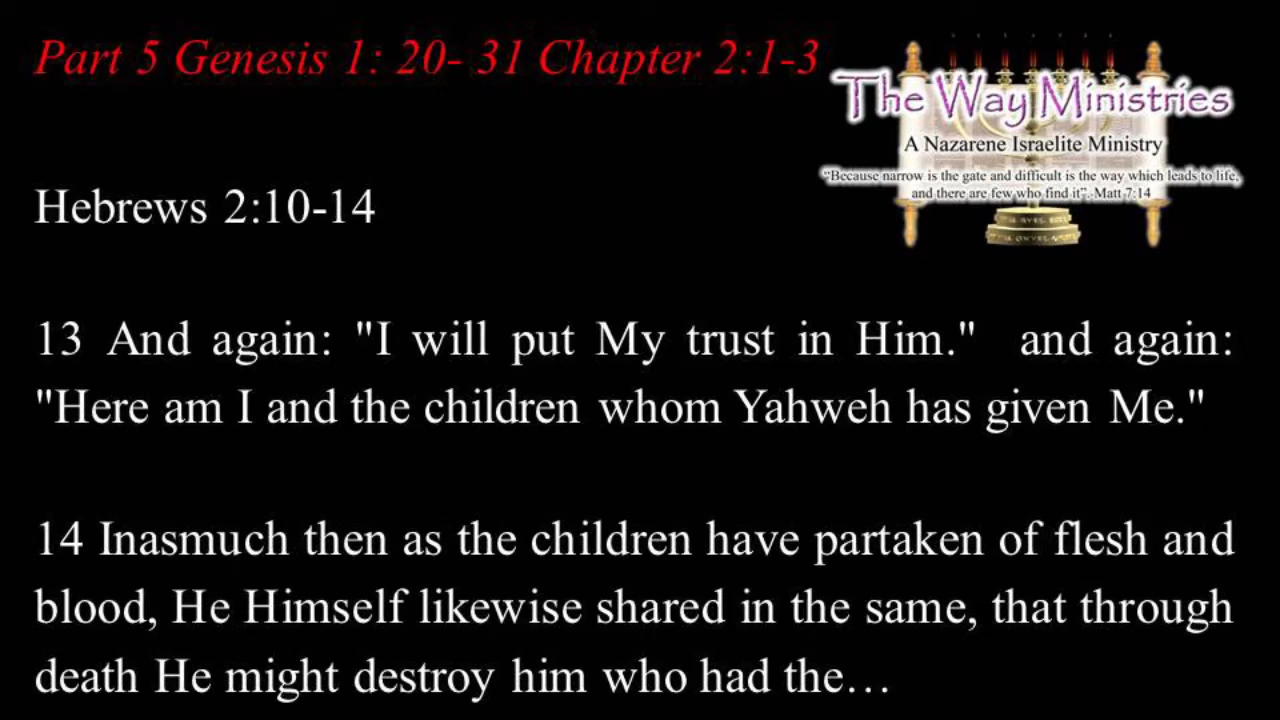 Part 5 Genesis 1: 20- 31 Chapter 2:1-3
The Way Ministries
A Nazarene Israelite Ministry
"Because narrow is the gate and difficult is the way which leads to life,
and there are few who find it". Matt 7:14
Hebrews 2:10-14
13 And again: "I will put My trust in Him." and again:
"Here am I and the children whom Yahweh has given Me."
14 Inasmuch then as the children have partaken of flesh and
blood, He Himself likewise shared in the same, that through
death He might destroy him who had the…